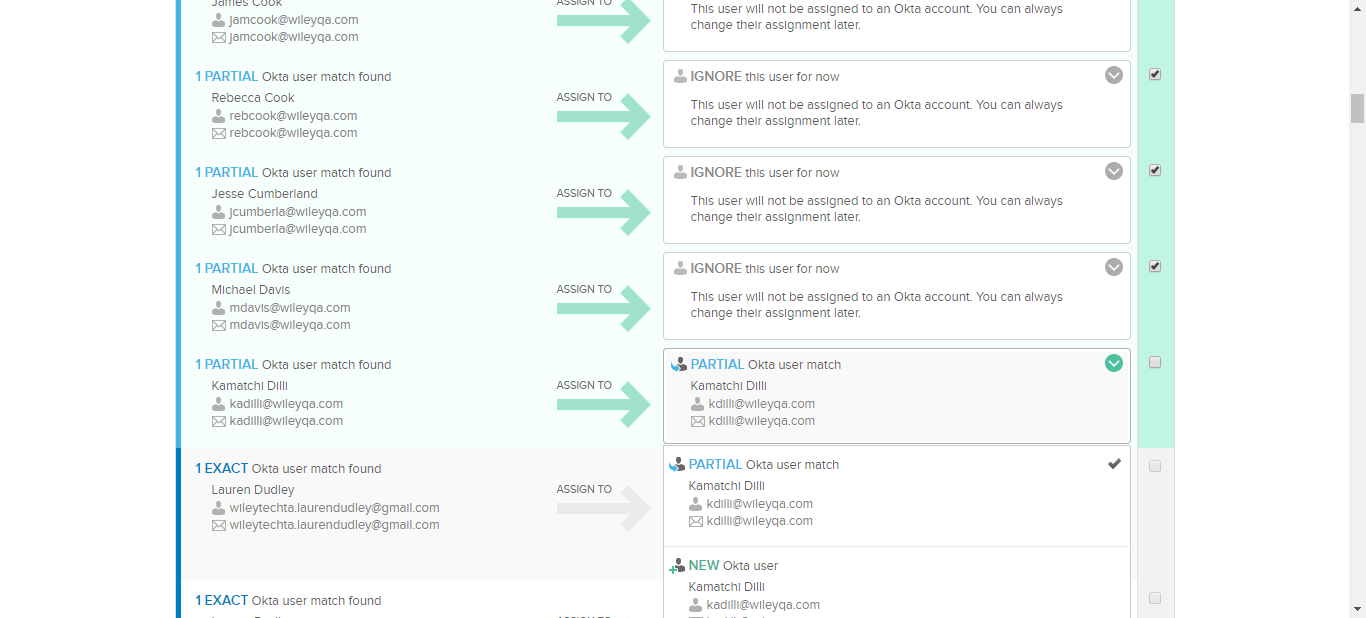 James Cook
jamcook@wileyqa.com
jamcook@wileyqa.com
ASSIGN TO
This user will not be assigned to an Okta account. You can always
change their assignment later.
1 PARTIAL Okta user match found
Rebecca Cook
rebcook@wileyqa.com
rebcook@wileyqa.com
ASSIGN TO
IGNORE this user for now
This user will not be assigned to an Okta account. You can always
change their assignment later.
1 PARTIAL Okta user match found
Jesse Cumberland
jcumberla@wileyqa.com
jcumberla@wileyqa.com
ASSIGN TO
IGNORE this user for now
This user will not be assigned to an Okta account. You can always
change their assignment later.
1 PARTIAL Okta user match found
Michael Davis
mdavis@wileyqa.com
mdavis@wileyqa.com
ASSIGN TO
IGNORE this user for now
This user will not be assigned to an Okta account. You can always
change their assignment later.
1 PARTIAL Okta user match found
Kamatchi Dilli
kadilli@wileyqa.com
kadilli@wileyqa.com
ASSIGN TO
PARTIAL Okta user match
Kamatchi Dilli
kdilli@wileyqa.com
kdilli@wileyqa.com
1 EXACT Okta user match found
Lauren Dudley
wileytechta.laurendudley@gmail.com
wileytechta.laurendudley@gmail.com
ASSIGN TO
PARTIAL Okta user match
Kamatchi Dilli
kdilli@wileyqa.com
kdilli@wileyqa.com
NEW Okta user
Kamatchi Dilli
kadilli@wileyqa.com
1 EXACT Okta user match found